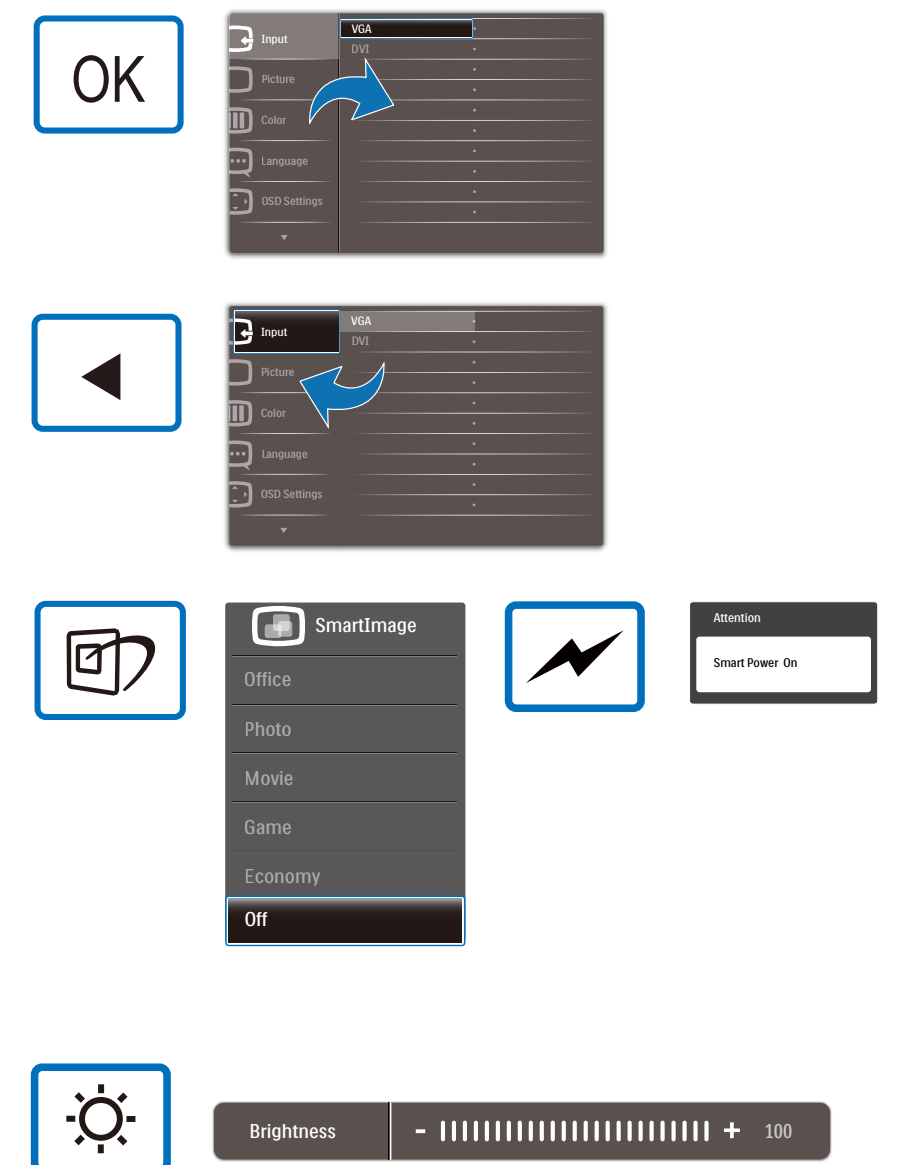 OK
Input
VGA
DVI
Picture
Color
Language
OSD Settings
Input
VGA
DVI
Picture
Color
Language
OSD Settings
SmartImage
Office
Photo
Movie
Game
Economy
Off
Attention
Smart Power On
Brightness - + 100